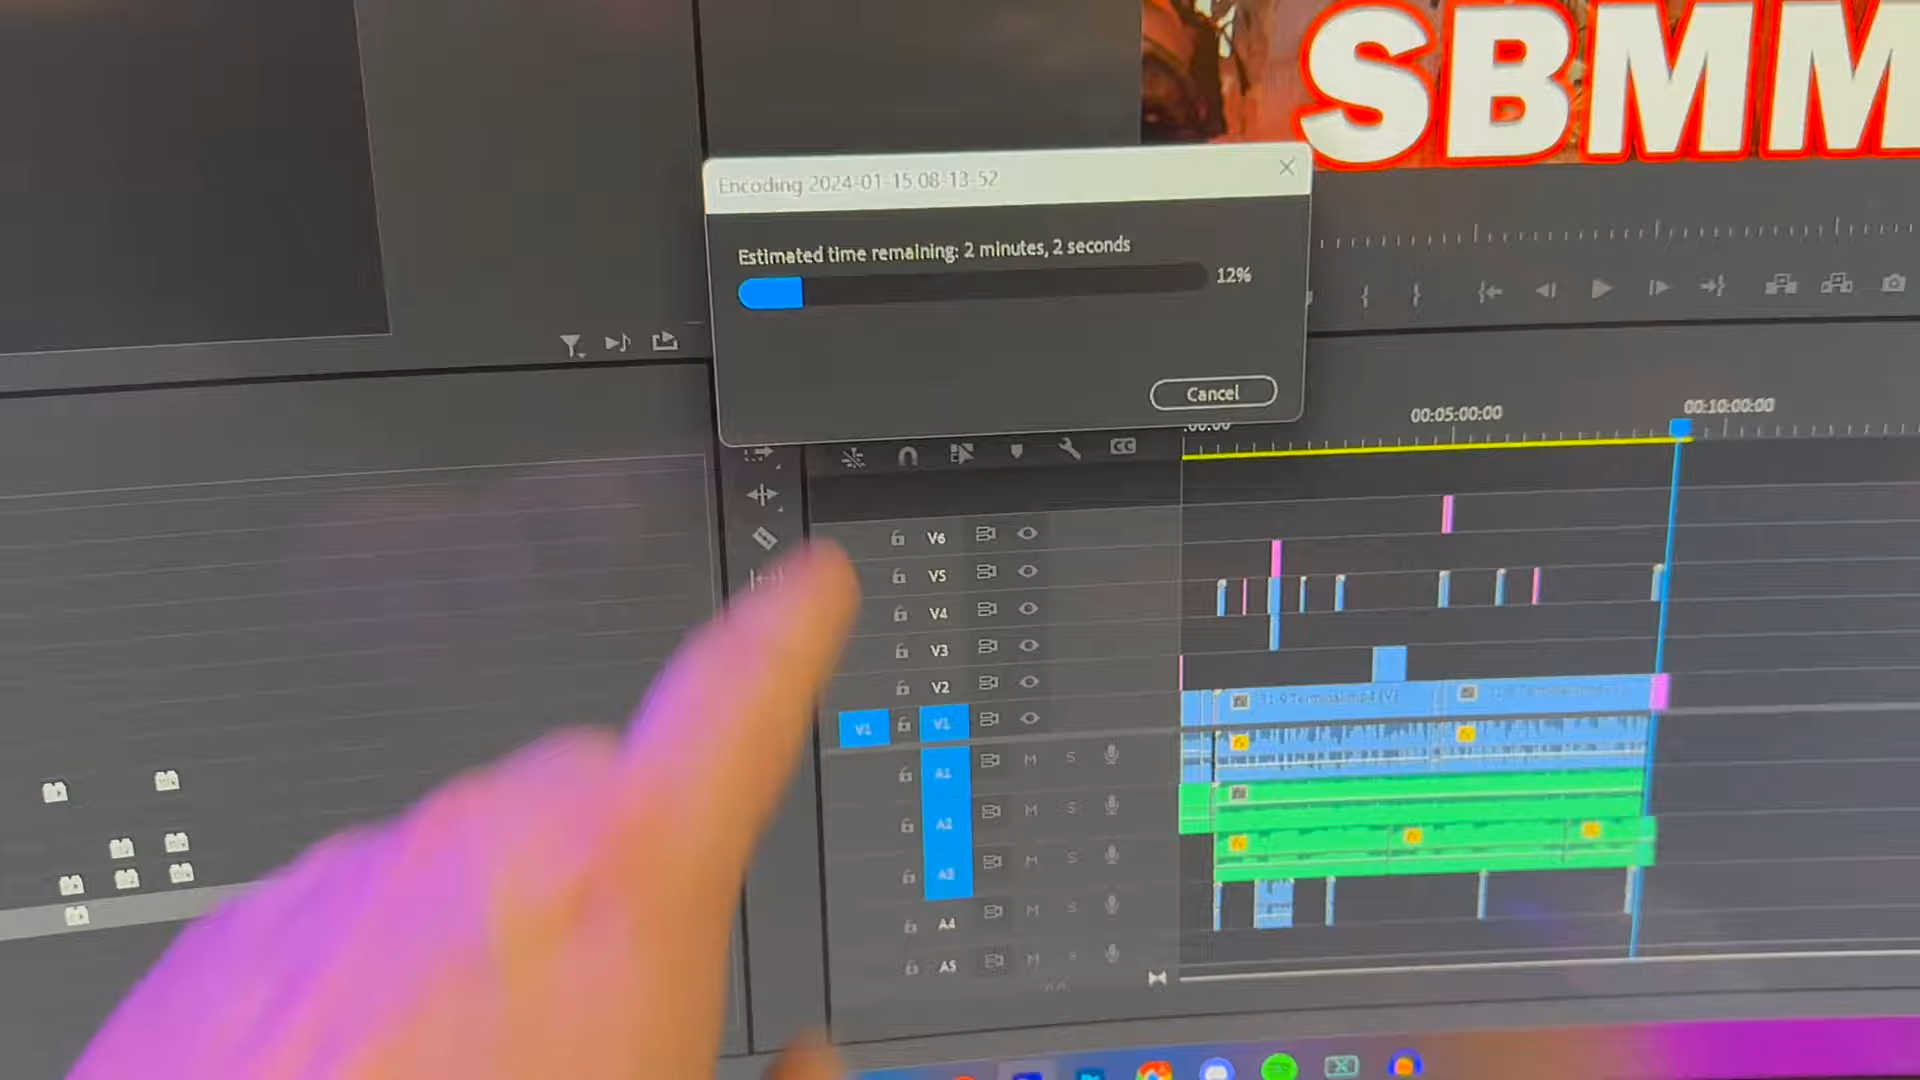 SBMM
Encoding 2024-01-15 08-13-52
Estimated time remaining: 2 minutes, 2 seconds
12%
Cancel
00:05:00:00
00:10:00:00
CC
V6
V5
V4
V3
V2
V1 V1
A1 M S
A2 M S
A3 M S
A4 M S
A5 M S